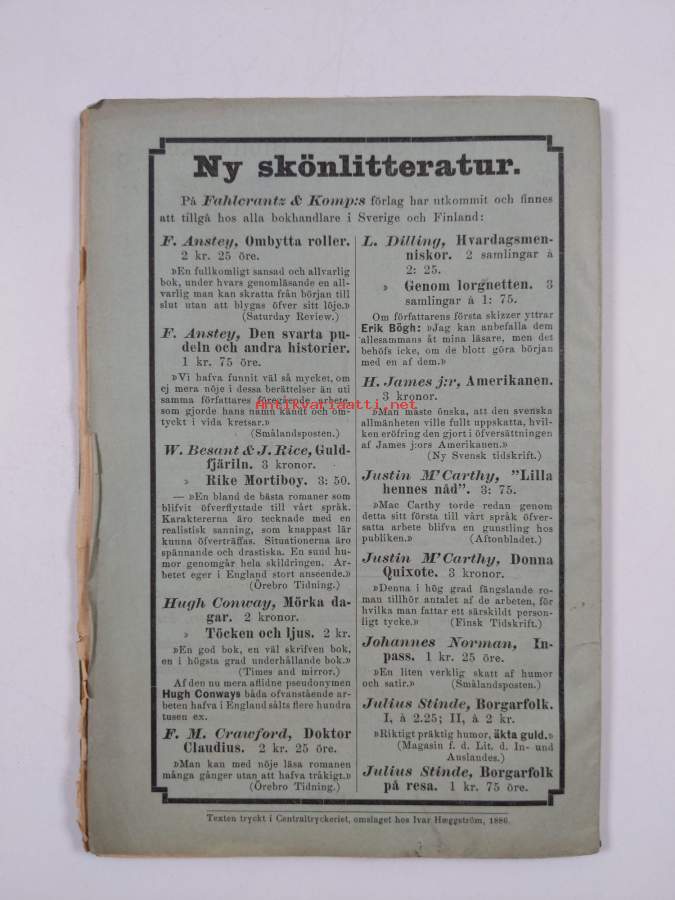 Ny skönlitteratur.
På Fahlcrantz & Komp:s förlag har utkommit och finnes
att tillgå hos alla bokhandlare i Sverige och Finland:
F. Anstey, Ombytta roller.
2 kr. 25 öre.
»En fullkomligt sansad och allvarlig
bok, under hvars genomläsande en all-
varlig man kan skratta från början till
slut utan att blygas öfver sitt löje.»
(Saturday Review.)
F. Anstey, Den svarta pu-
deln och andra historier.
1 kr. 75 öre.
»Vi hafva funnit väl så mycket, om
ej mera nöje i dessa berättelser än uti
samma författares föregående arbete,
som gjorde hans namn kändt och om-
tyckt i vida kretsar.»
(Smålandsposten.)
W. Besant & J. Rice, Guld-
fjäriln. 3 kronor.
» Rike Mortiboy. 3: 50.
— »En bland de bästa romaner som
blifvit öfverflyttade till vårt språk.
Karaktererna äro tecknade med en
realistisk sanning, som knappast lär
kunna öfverträffas. Situationerna äro
spännande och drastiska. En sund hu-
mor genomgår hela skildringen. Ar-
betet eger i England stort anseende.»
(Örebro Tidning.)
Hugh Conway, Mörka da-
gar. 2 kronor.
» Töcken och ljus. 2 kr.
»En god bok, en väl skrifven bok,
en i högsta grad underhållande bok.»
(Times and mirror.)
Af den nu mera aflidne pseudonymen
Hugh Conways båda ofvanstående ar-
beten hafva i England sålts flere hundra
tusen ex.
F. M. Crawford, Doktor
Claudius. 2 kr. 25 öre.
»Man kan med nöje läsa romanen
många gånger utan att hafva tråkigt.»
(Örebro Tidning.)
L. Dilling, Hvardagsmen-
niskor. 2 samlingar à
2: 25.
» Genom lorgnetten. 3
samlingar à 1: 75.
Om författarens första skizzer yttrar
Erik Bögh: »Jag kan anbefalla dem
allesammans åt mina läsare, men det
behöfs icke, om de blott göra början
med en af dem.»
H. James j:r, Amerikanen.
3 kronor.
»Man måste önska, att den svenska
allmänheten ville fullt uppskatta, hvil-
ken eröfring den gjort i öfversättningen
af James j:ors Amerikanen.»
(Ny Svensk tidskrift.)
Justin M'Carthy, "Lilla
hennes nåd". 3: 75.
»Mac Carthy torde redan genom
detta sitt första till vårt språk öfver-
satta arbete blifva en gunstling hos
publiken.» (Aftonbladet.)
Justin M'Carthy, Donna
Quixote. 3 kronor.
»Denna i hög grad fängslande ro-
man tillhör antalet af de arbeten, för
hvilka man fattar ett särskildt person-
ligt tycke.» (Finsk Tidskrift.)
Johannes Norman, In-
pass. 1 kr. 25 öre.
»En liten verklig skatt af humor
och satir.» (Smålandsposten.)
Julius Stinde, Borgarfolk.
I, à 2.25; II, à 2 kr.
»Riktigt präktig humor, äkta guld.»
(Magasin f. d. Lit. d. In- und
Auslandes.)
Julius Stinde, Borgarfolk
på resa. 1 kr. 75 öre.
Texten tryckt i Centraltryckeriet, omslaget hos Ivar Hæggström, 1886.
Antikvariaatti.net